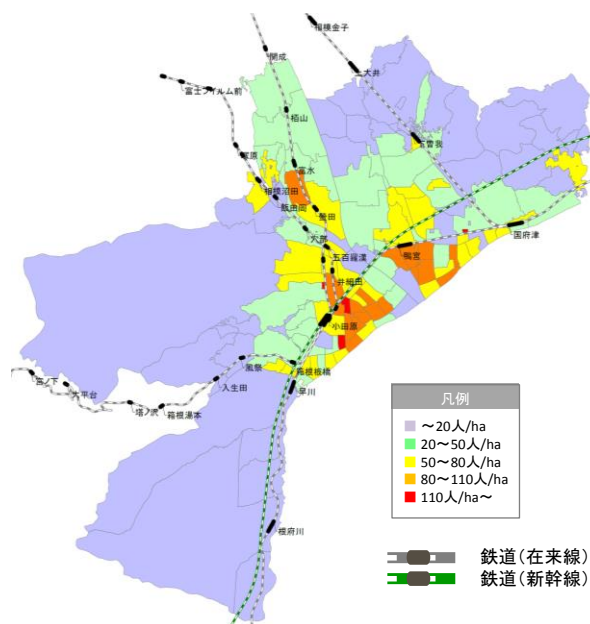 相模金子
開成
上大井
富士フイルム前
栢山
下曽我
富水
塚原
相模沼田
飯田岡
蛍田
穴部
五百羅漢
国府津
鴨宮
井細田
小田原
風祭
箱根板橋
入生田
早川
宮ノ下
大平台
塔ノ沢
箱根湯本
根府川
凡例
～20人/ha
20～50人/ha
50～80人/ha
80～110人/ha
110人/ha～
鉄道（在来線）
鉄道（新幹線）